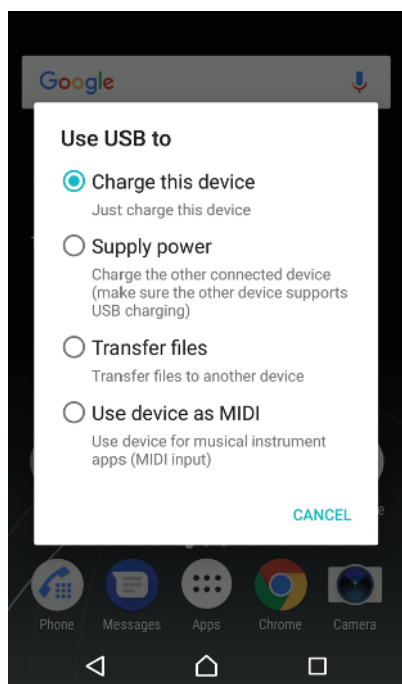 Google
Use USB to
Charge this device
Just charge this device
Supply power
Charge the other connected device
(make sure the other device supports
USB charging)
Transfer files
Transfer files to another device
Use device as MIDI
Use device for musical instrument
apps (MIDI input)
CANCEL
Phone Messages Apps Chrome Camera